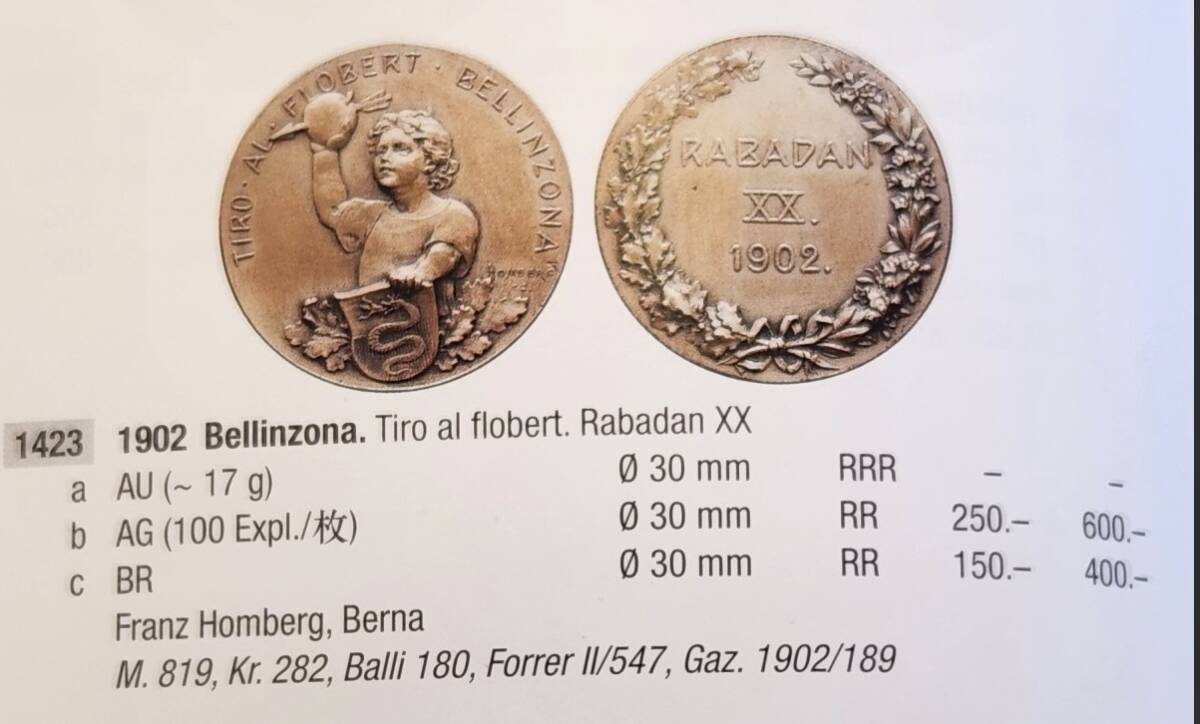 TIRO · AL · FLOBERT · BELLINZONA
HOMBERG
RABADAN
XX.
1902.
1423 1902 Bellinzona. Tiro al flobert. Rabadan XX
a AU (~ 17 g) Ø 30 mm RRR – –
b AG (100 Expl./枚) Ø 30 mm RR 250.– 600.–
c BR Ø 30 mm RR 150.– 400.–
Franz Homberg, Berna
M. 819, Kr. 282, Balli 180, Forrer II/547, Gaz. 1902/189